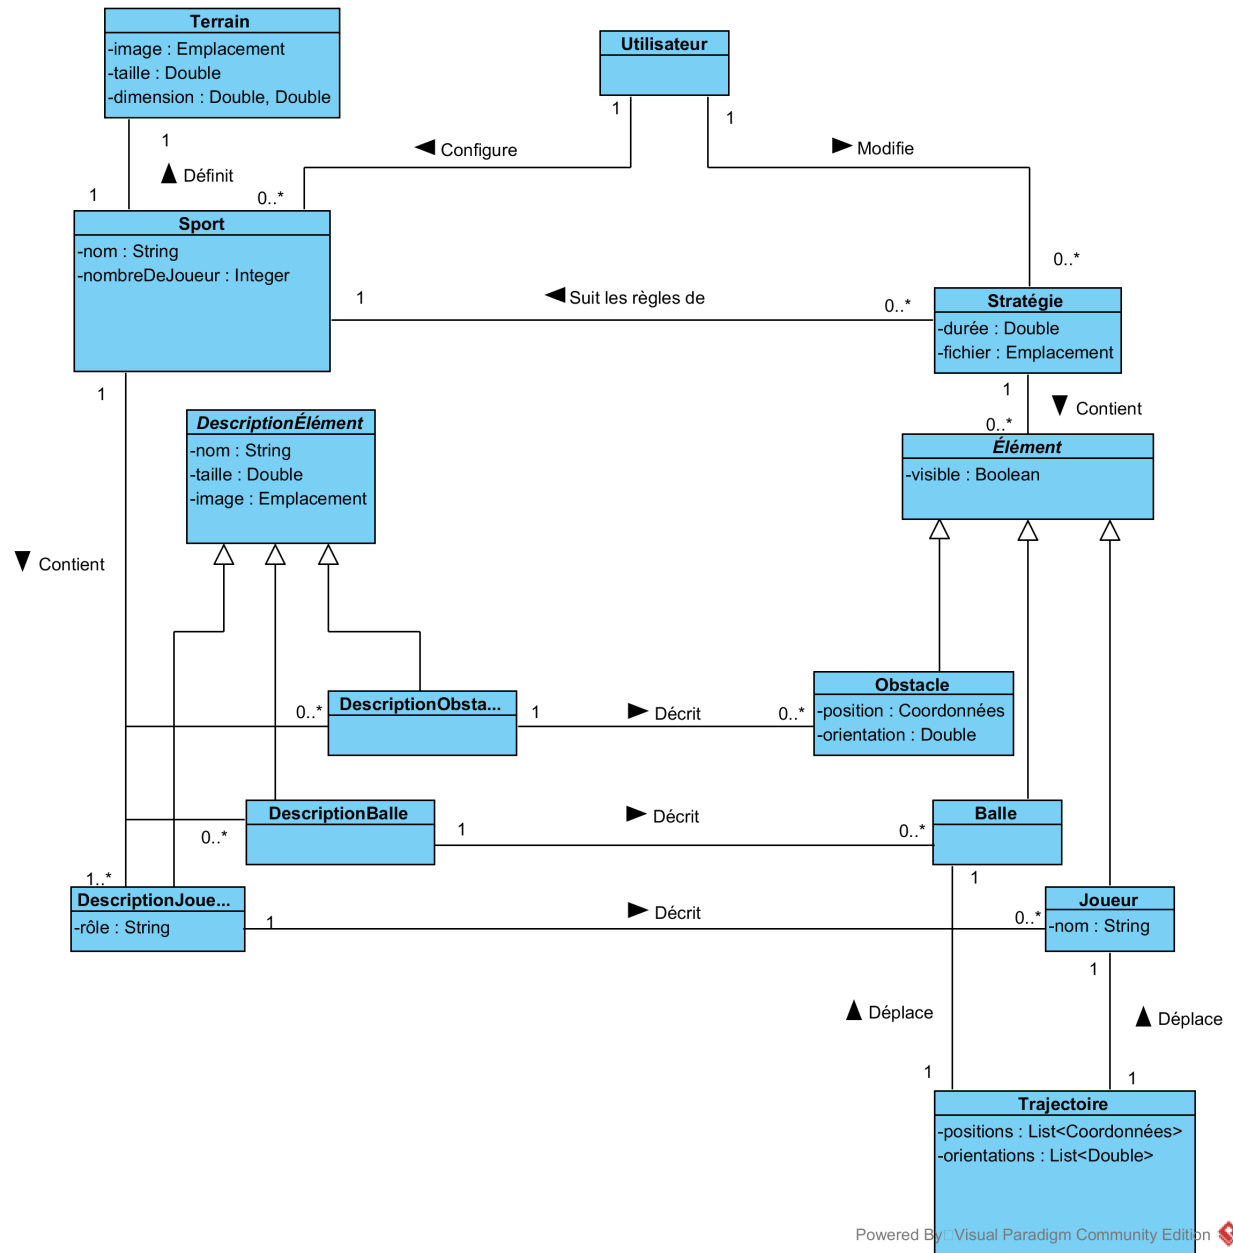 Terrain
-image : Emplacement
-taille : Double
-dimension : Double, Double
Utilisateur
1
1
1
Configure
Modifie
Définit
1
0..*
Sport
-nom : String
-nombreDeJoueur : Integer
0..*
1
Suit les règles de
0..*
Stratégie
-durée : Double
-fichier : Emplacement
1
1
Contient
0..*
DescriptionÉlément
-nom : String
-taille : Double
-image : Emplacement
Élément
-visible : Boolean
Contient
DescriptionObsta...
0..*
1
Décrit
0..*
Obstacle
-position : Coordonnées
-orientation : Double
DescriptionBalle
0..*
1
Décrit
0..*
Balle
1
1..*
DescriptionJoue...
-rôle : String
1
Décrit
0..*
Joueur
-nom : String
1
Déplace
Déplace
1
1
Trajectoire
-positions : List<Coordonnées>
-orientations : List<Double>
Powered By Visual Paradigm Community Edition